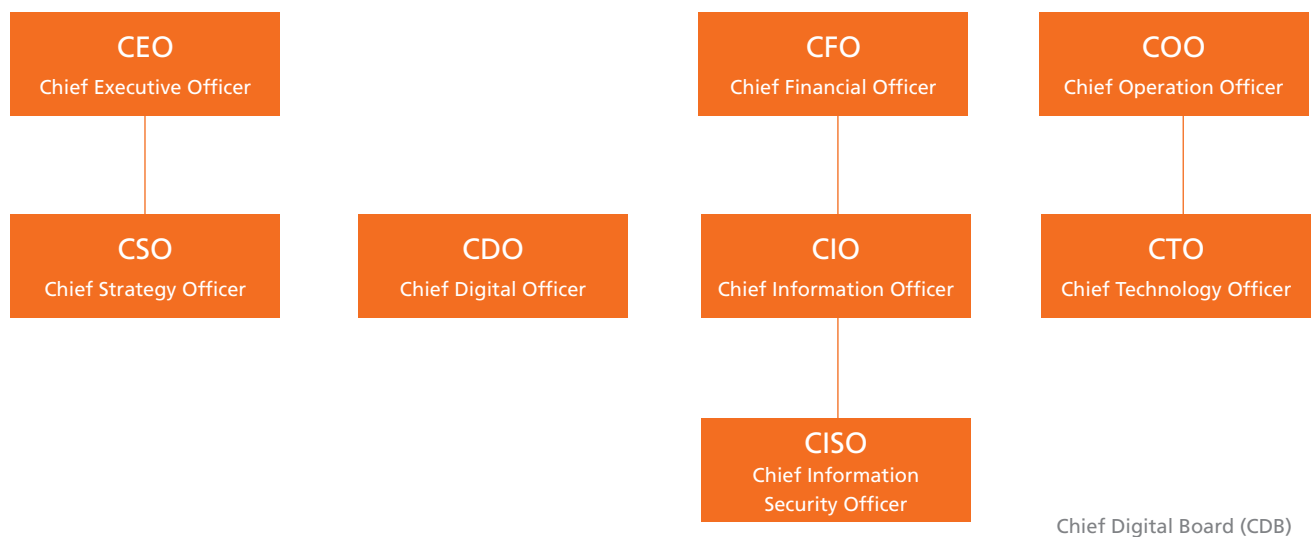 CEO
Chief Executive Officer
CFO
Chief Financial Officer
COO
Chief Operation Officer
CSO
Chief Strategy Officer
CDO
Chief Digital Officer
CIO
Chief Information Officer
CTO
Chief Technology Officer
CISO
Chief Information
Security Officer
Chief Digital Board (CDB)